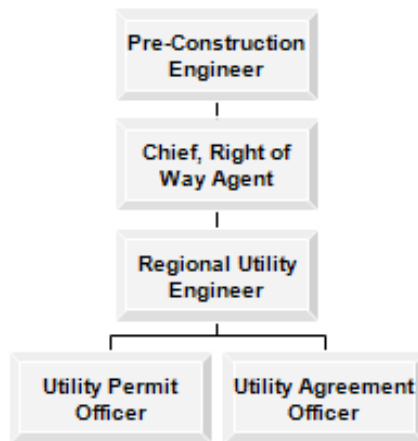 Pre-Construction
Engineer
Chief, Right of
Way Agent
Regional Utility
Engineer
Utility Permit
Officer
Utility Agreement
Officer